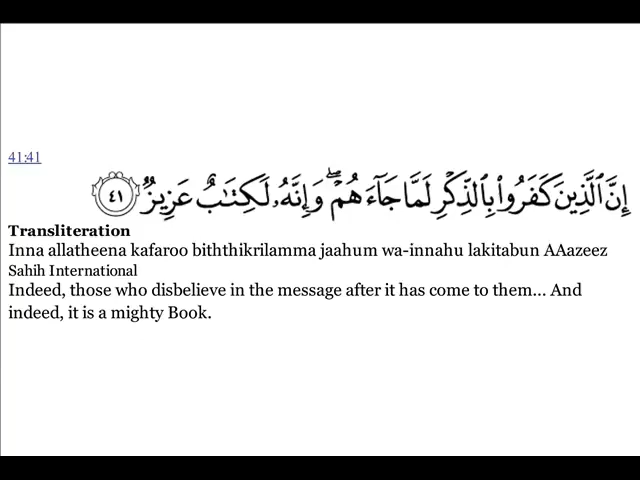 41:41
إِنَّ ٱلَّذِينَ كَفَرُوا۟ بِٱلذِّكْرِ لَمَّا جَآءَهُمْ ۖ وَإِنَّهُۥ لَكِتَـٰبٌ عَزِيزٌ ٤١
Transliteration
Inna allatheena kafaroo biththikrilamma jaahum wa-innahu lakitabun AAazeez
Sahih International
Indeed, those who disbelieve in the message after it has come to them... And
indeed, it is a mighty Book.